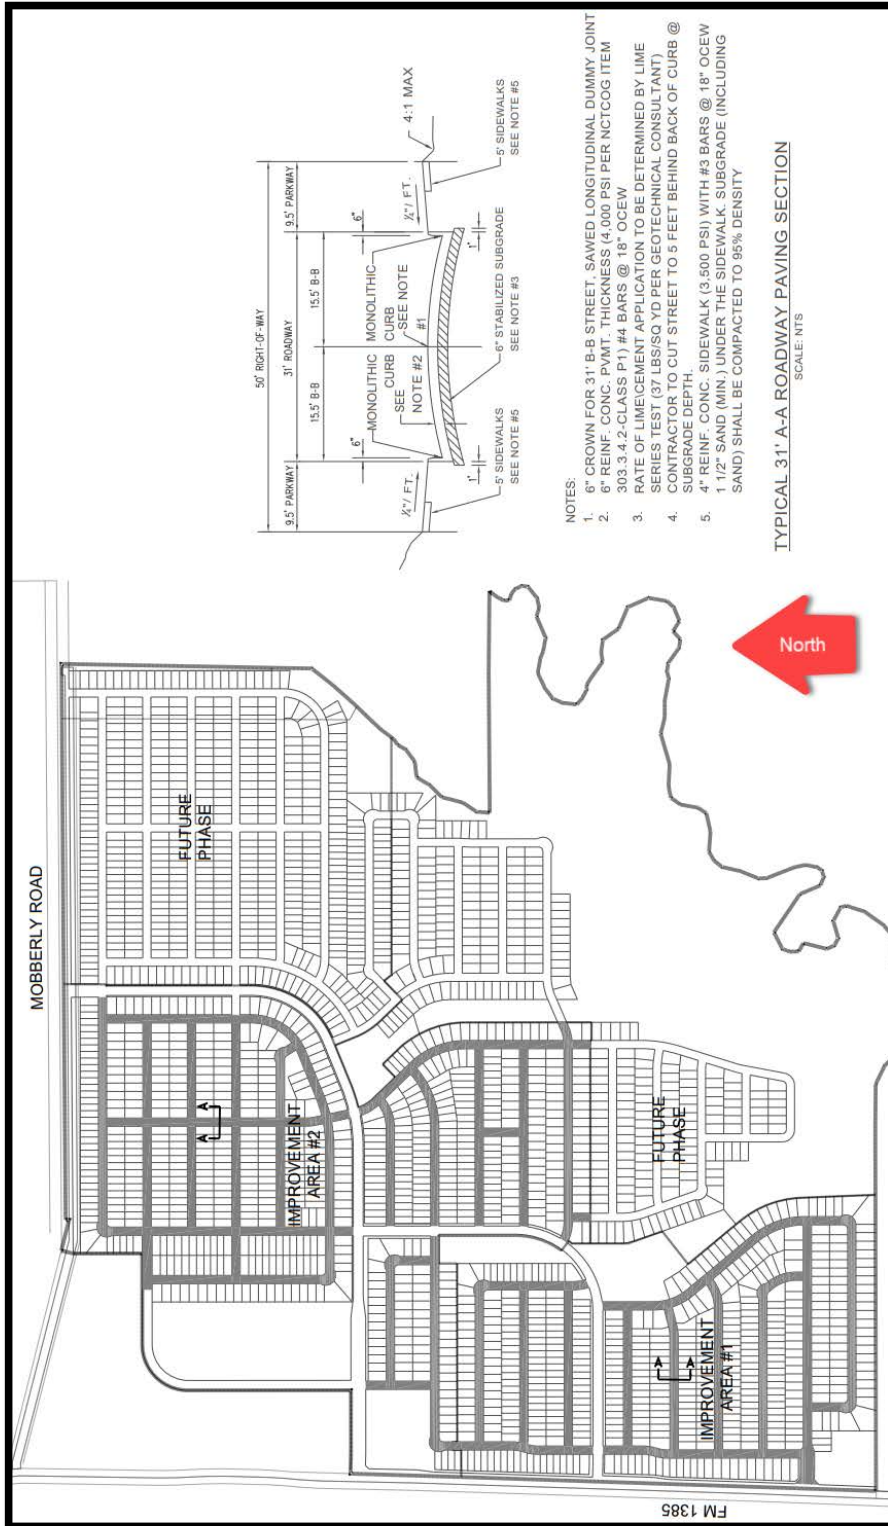 MOBBERLY ROAD
FM 1385
FUTURE
PHASE
IMPROVEMENT
AREA #2
A
A
FUTURE
PHASE
IMPROVEMENT
AREA #1
A
A
North
50' RIGHT-OF-WAY
9.5' PARKWAY
31' ROADWAY
9.5' PARKWAY
15.5' B-B
15.5' B-B
6"
6"
MONOLITHIC
CURB
SEE
NOTE #2
MONOLITHIC
CURB
SEE NOTE
#1
¼"/ FT.
¼"/ FT.
4:1 MAX
1'
1'
5' SIDEWALKS
SEE NOTE #5
6" STABILIZED SUBGRADE
SEE NOTE #3
5' SIDEWALKS
SEE NOTE #5
NOTES:
1. 6" CROWN FOR 31' B-B STREET, SAWED LONGITUDINAL DUMMY JOINT
2. 6" REINF. CONC. PVMT. THICKNESS (4,000 PSI PER NCTCOG ITEM
303.3.4.2-CLASS P1) #4 BARS @ 18" OCEW
3. RATE OF LIME\CEMENT APPLICATION TO BE DETERMINED BY LIME
SERIES TEST (37 LBS/SQ YD PER GEOTECHNICAL CONSULTANT)
4. CONTRACTOR TO CUT STREET TO 5 FEET BEHIND BACK OF CURB @
SUBGRADE DEPTH.
5. 4" REINF. CONC. SIDEWALK (3,500 PSI) WITH #3 BARS @ 18" OCEW
1 1/2" SAND (MIN.) UNDER THE SIDEWALK. SUBGRADE (INCLUDING
SAND) SHALL BE COMPACTED TO 95% DENSITY
TYPICAL 31' A-A ROADWAY PAVING SECTION
SCALE: NTS